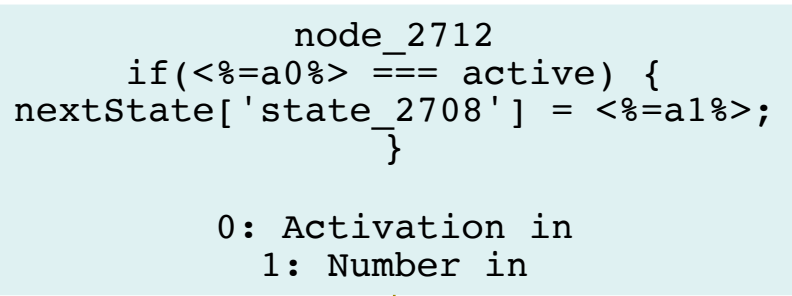 node_2712
if(<%=a0%> === active) {
nextState['state_2708'] = <%=a1%>;
}
0: Activation in
1: Number in